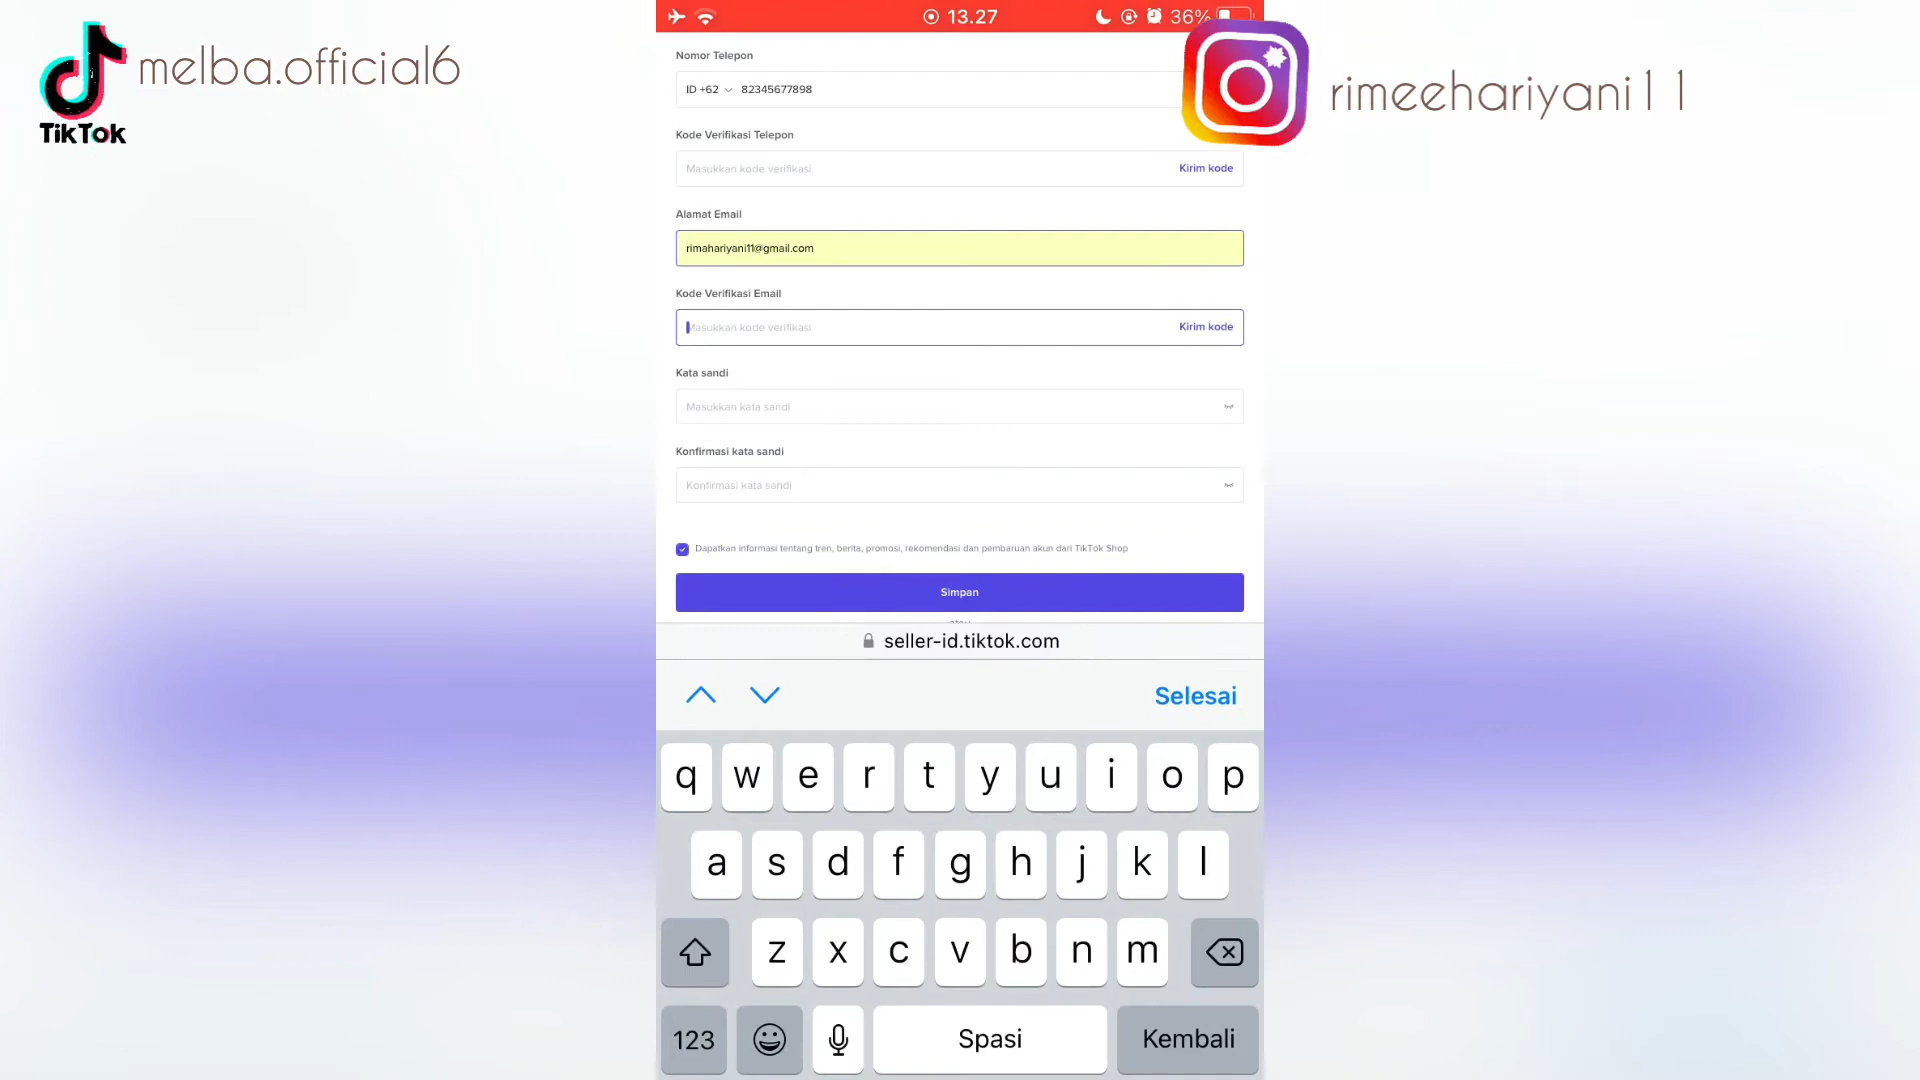 TikTok
melba.official6
13.27
36%
rimeehariyani11
Nomor Telepon
ID +62 82345677898
Kode Verifikasi Telepon
Masukkan kode verifikasi Kirim kode
Alamat Email
rimahariyani11@gmail.com
Kode Verifikasi Email
Masukkan kode verifikasi Kirim kode
Kata sandi
Masukkan kata sandi
Konfirmasi kata sandi
Konfirmasi kata sandi
Dapatkan informasi tentang tren, berita, promosi, rekomendasi dan pembaruan akun dari TikTok Shop
Simpan
atau
seller-id.tiktok.com
Selesai
q w e r t y u i o p
a s d f g h j k l
z x c v b n m
123 Spasi Kembali